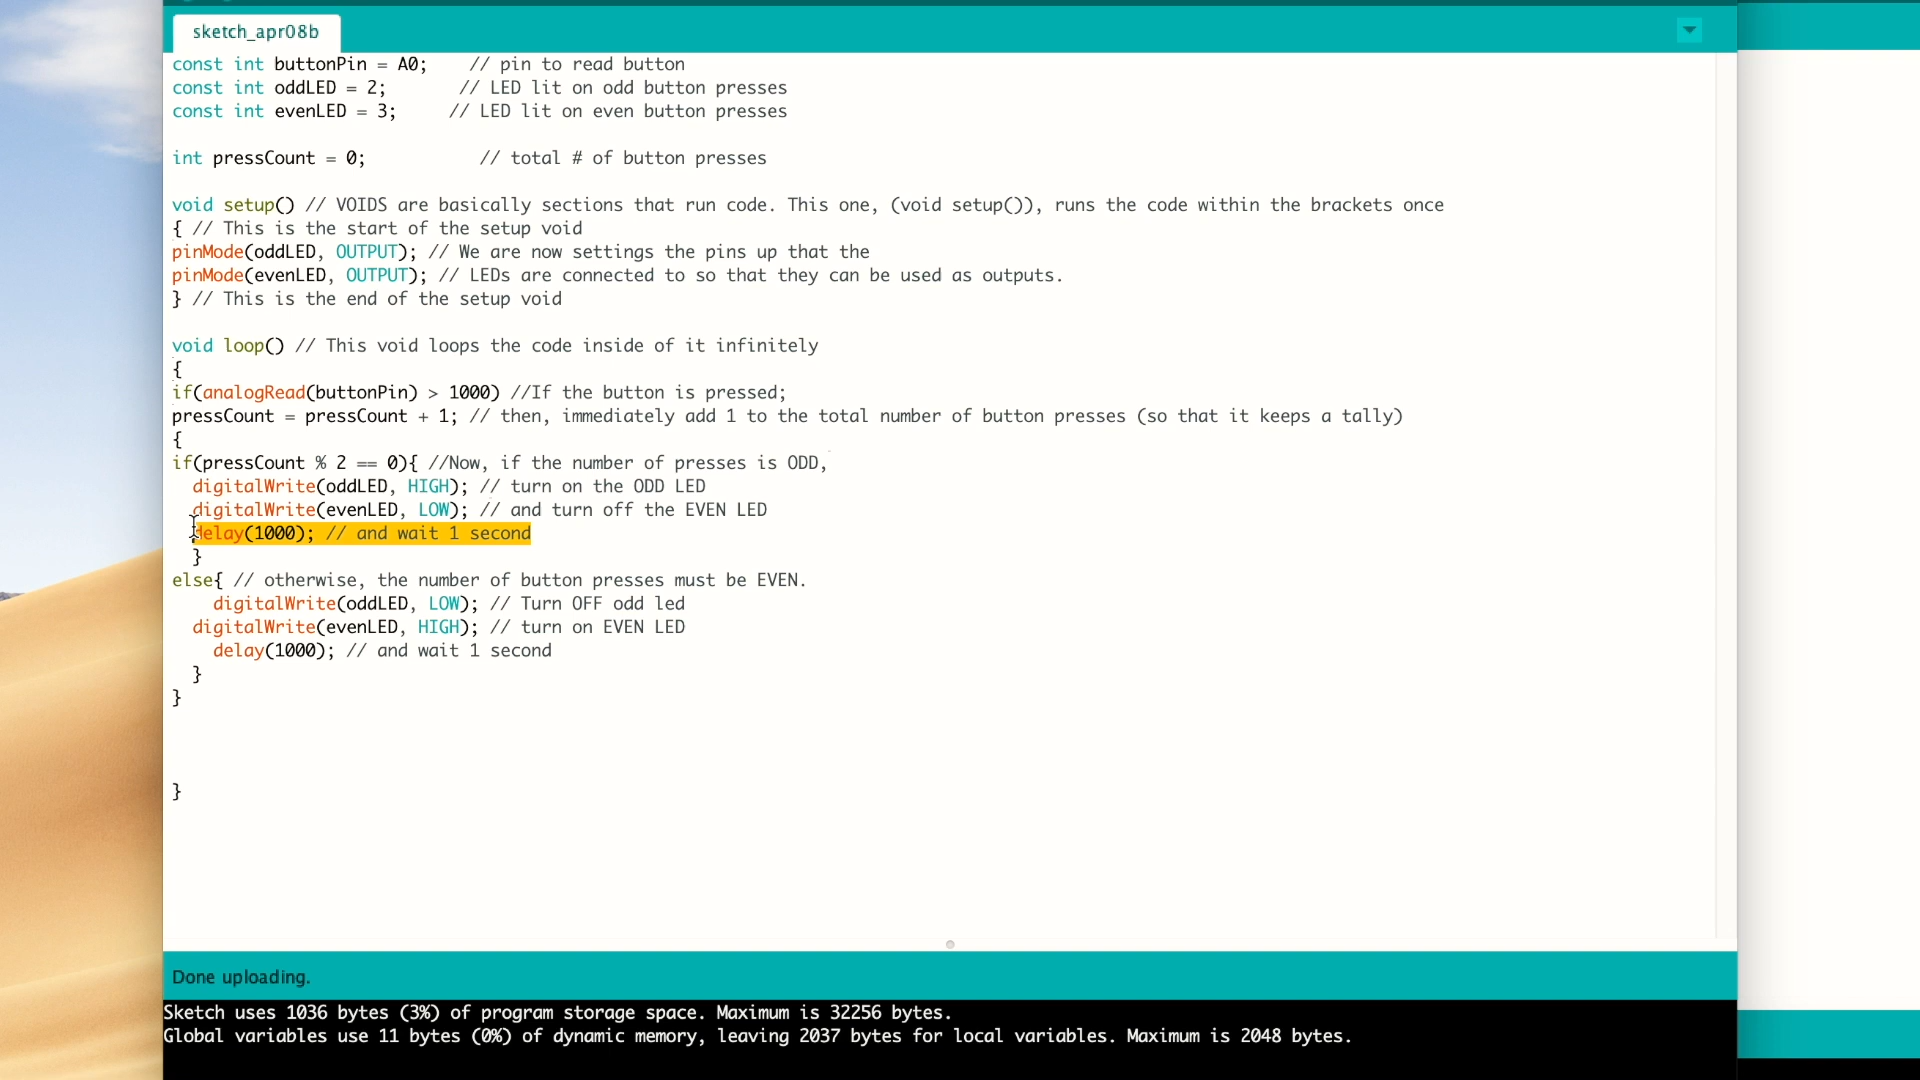 sketch_apr08b
const int buttonPin = A0;    // pin to read button
const int oddLED = 2;       // LED lit on odd button presses
const int evenLED = 3;     // LED lit on even button presses
int pressCount = 0;           // total # of button presses
void setup() // VOIDS are basically sections that run code. This one, (void setup()), runs the code within the brackets once
{ // This is the start of the setup void
pinMode(oddLED, OUTPUT); // We are now settings the pins up that the
pinMode(evenLED, OUTPUT); // LEDs are connected to so that they can be used as outputs.
} // This is the end of the setup void
void loop() // This void loops the code inside of it infinitely
{
if(analogRead(buttonPin) > 1000) //If the button is pressed;
pressCount = pressCount + 1; // then, immediately add 1 to the total number of button presses (so that it keeps a tally)
{
if(pressCount % 2 == 0){ //Now, if the number of presses is ODD,
  digitalWrite(oddLED, HIGH); // turn on the ODD LED
  digitalWrite(evenLED, LOW); // and turn off the EVEN LED
  delay(1000); // and wait 1 second
  }
else{ // otherwise, the number of button presses must be EVEN.
    digitalWrite(oddLED, LOW); // Turn OFF odd led
  digitalWrite(evenLED, HIGH); // turn on EVEN LED
    delay(1000); // and wait 1 second
  }
}
}
Done uploading.
Sketch uses 1036 bytes (3%) of program storage space. Maximum is 32256 bytes.
Global variables use 11 bytes (0%) of dynamic memory, leaving 2037 bytes for local variables. Maximum is 2048 bytes.